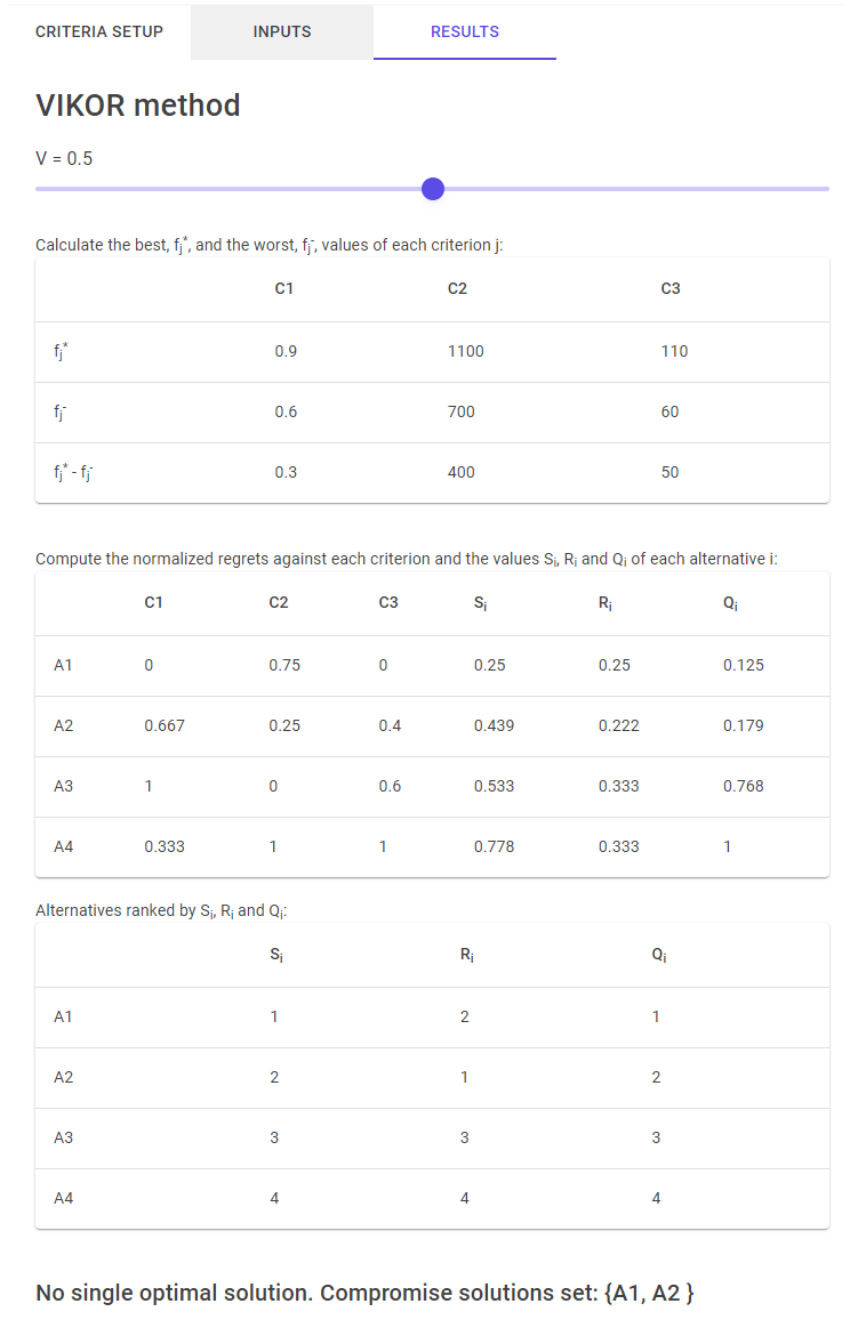 CRITERIA SETUP INPUTS RESULTS
VIKOR method
V = 0.5
Calculate the best, fj*, and the worst, fj-, values of each criterion j:
C1 C2 C3
fj* 0.9 1100 110
fj- 0.6 700 60
fj* - fj- 0.3 400 50
Compute the normalized regrets against each criterion and the values Si, Ri and Qi of each alternative i:
C1 C2 C3 Si Ri Qi
A1 0 0.75 0 0.25 0.25 0.125
A2 0.667 0.25 0.4 0.439 0.222 0.179
A3 1 0 0.6 0.533 0.333 0.768
A4 0.333 1 1 0.778 0.333 1
Alternatives ranked by Si, Ri and Qi:
Si Ri Qi
A1 1 2 1
A2 2 1 2
A3 3 3 3
A4 4 4 4
No single optimal solution. Compromise solutions set: {A1, A2 }